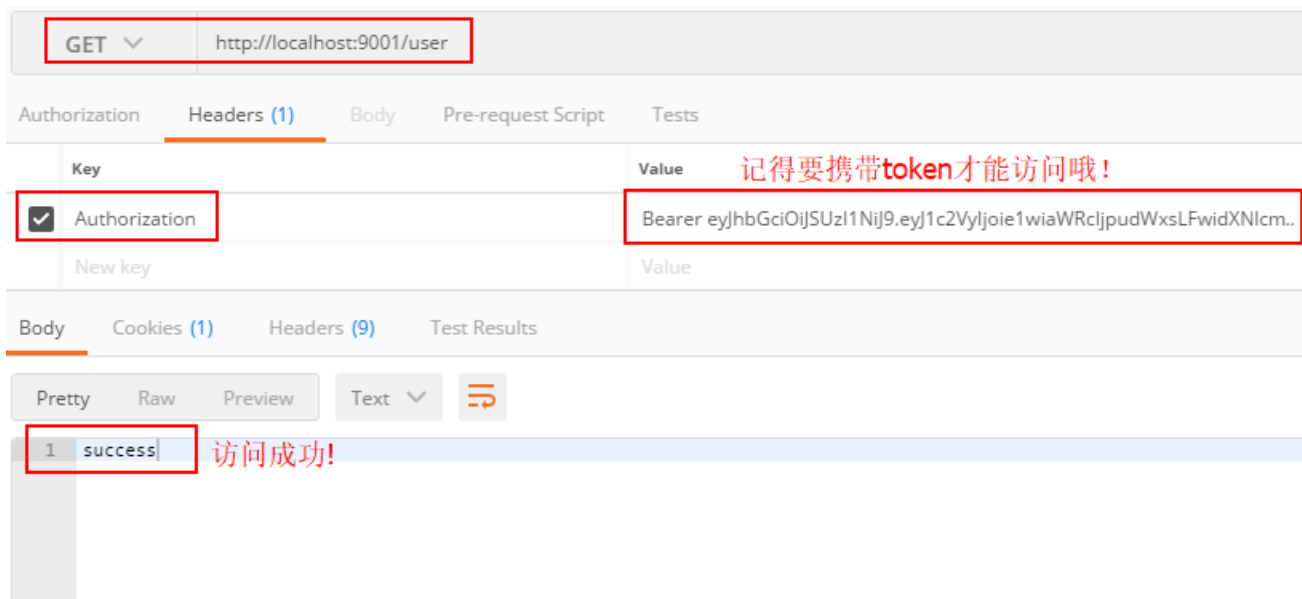 GET http://localhost:9001/user
Authorization Headers (1) Body Pre-request Script Tests
Key Value 记得要携带token才能访问哦！
Authorization Bearer eyJhbGciOiJSUzI1NiJ9.eyJ1c2VyIjoie1wiaWRcIjpudWxsLFwidXNlcm..
New key Value
Body Cookies (1) Headers (9) Test Results
Pretty Raw Preview Text
1 success 访问成功!